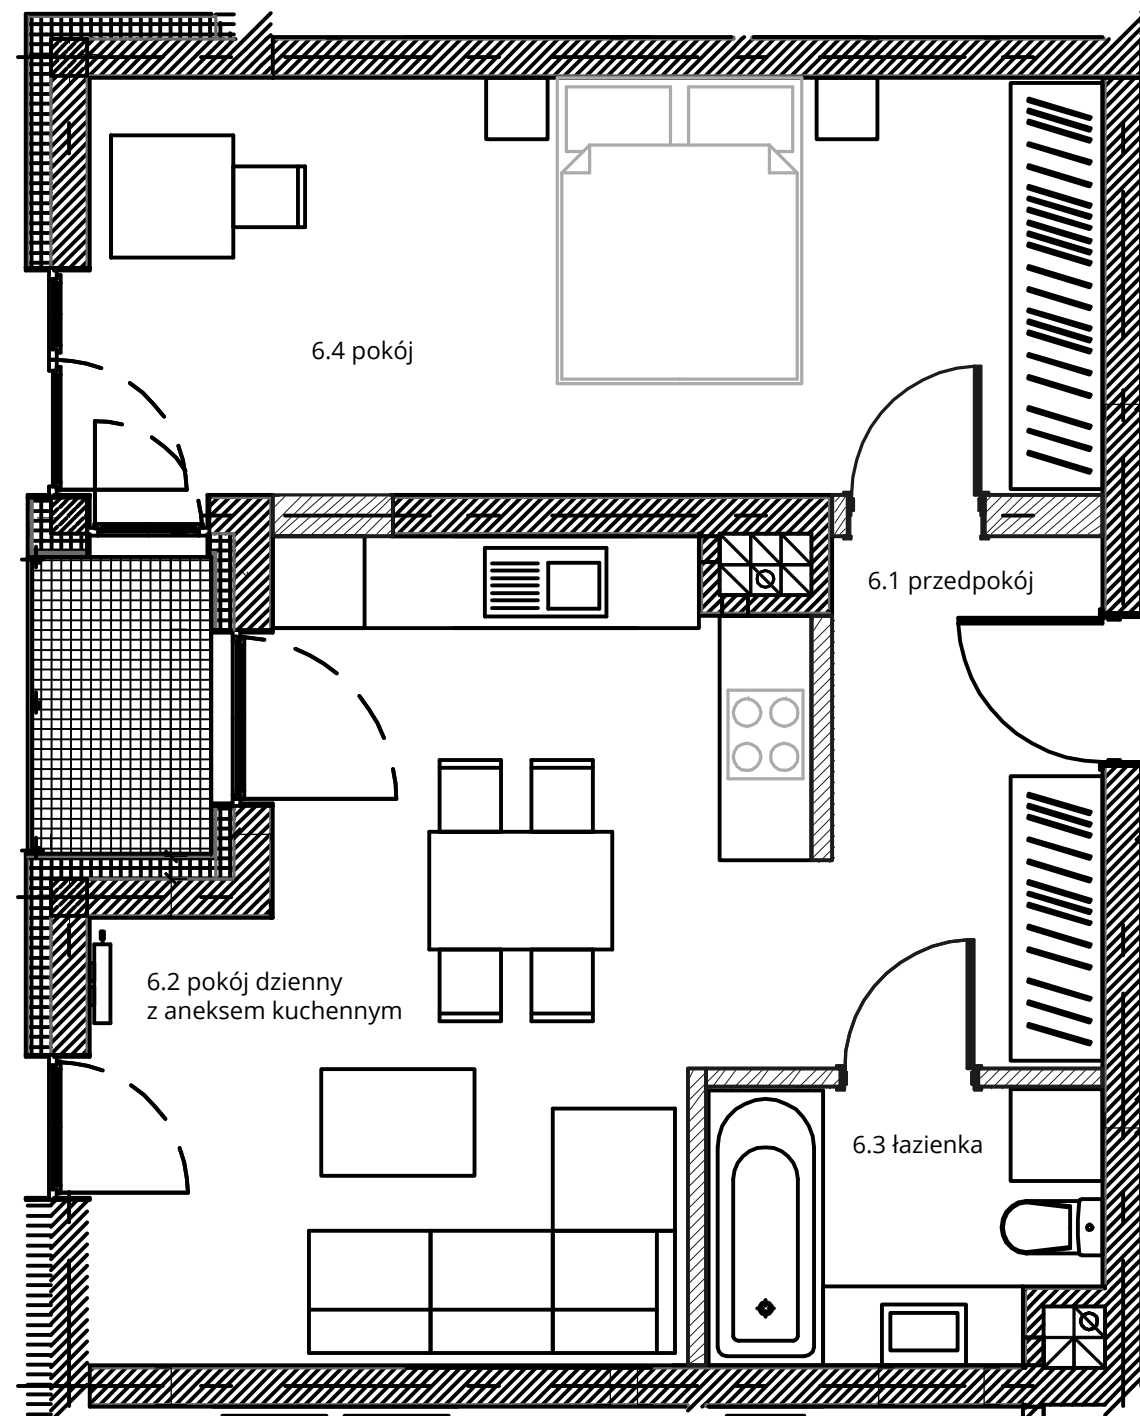 6.4 pokój
6.1 przedpokój
6.2 pokój dzienny
z aneksem kuchennym
6.3 łazienka